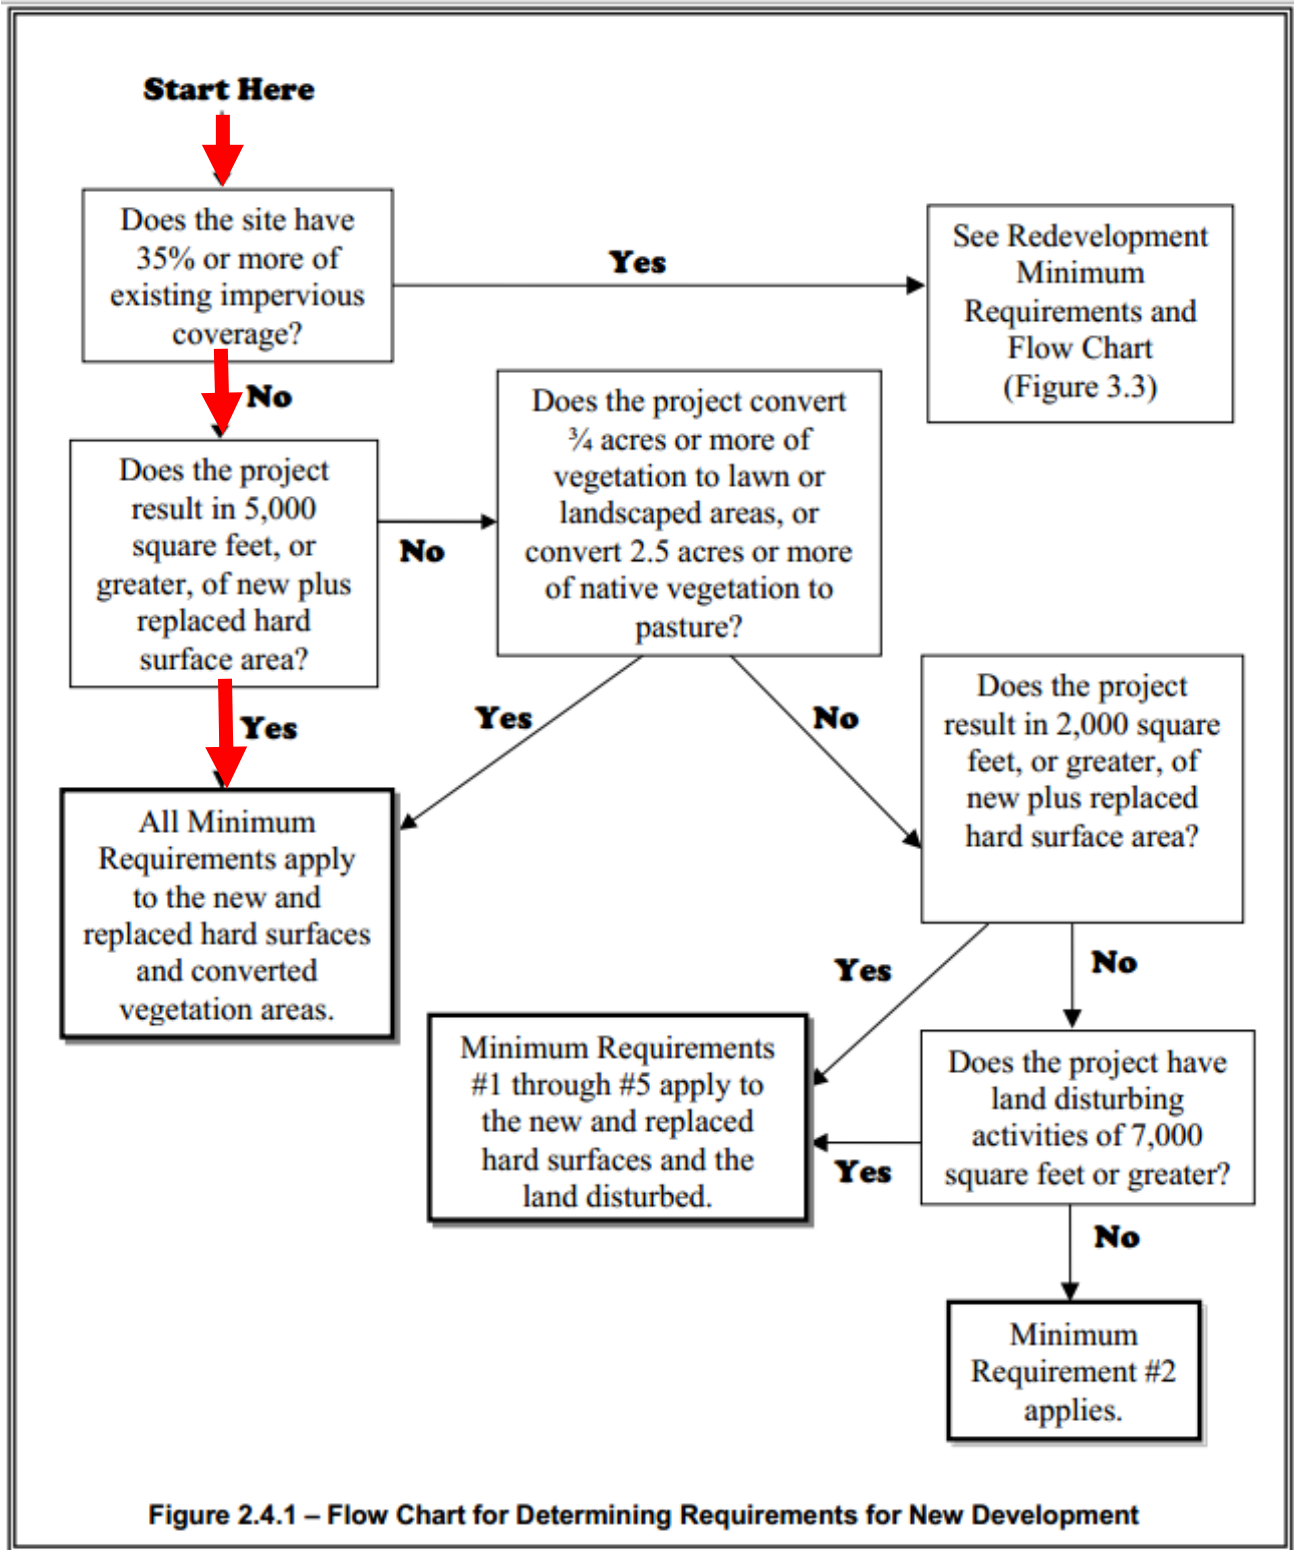 Start Here
Does the site have
35% or more of
existing impervious
coverage?
Yes
See Redevelopment
Minimum
Requirements and
Flow Chart
(Figure 3.3)
No
Does the project
result in 5,000
square feet, or
greater, of new plus
replaced hard
surface area?
No
Does the project convert
¾ acres or more of
vegetation to lawn or
landscaped areas, or
convert 2.5 acres or more
of native vegetation to
pasture?
Yes
Yes
No
Does the project
result in 2,000 square
feet, or greater, of
new plus replaced
hard surface area?
All Minimum
Requirements apply
to the new and
replaced hard surfaces
and converted
vegetation areas.
Yes
No
Minimum Requirements
#1 through #5 apply to
the new and replaced
hard surfaces and the
land disturbed.
Does the project have
land disturbing
activities of 7,000
square feet or greater?
Yes
No
Minimum
Requirement #2
applies.
Figure 2.4.1 – Flow Chart for Determining Requirements for New Development